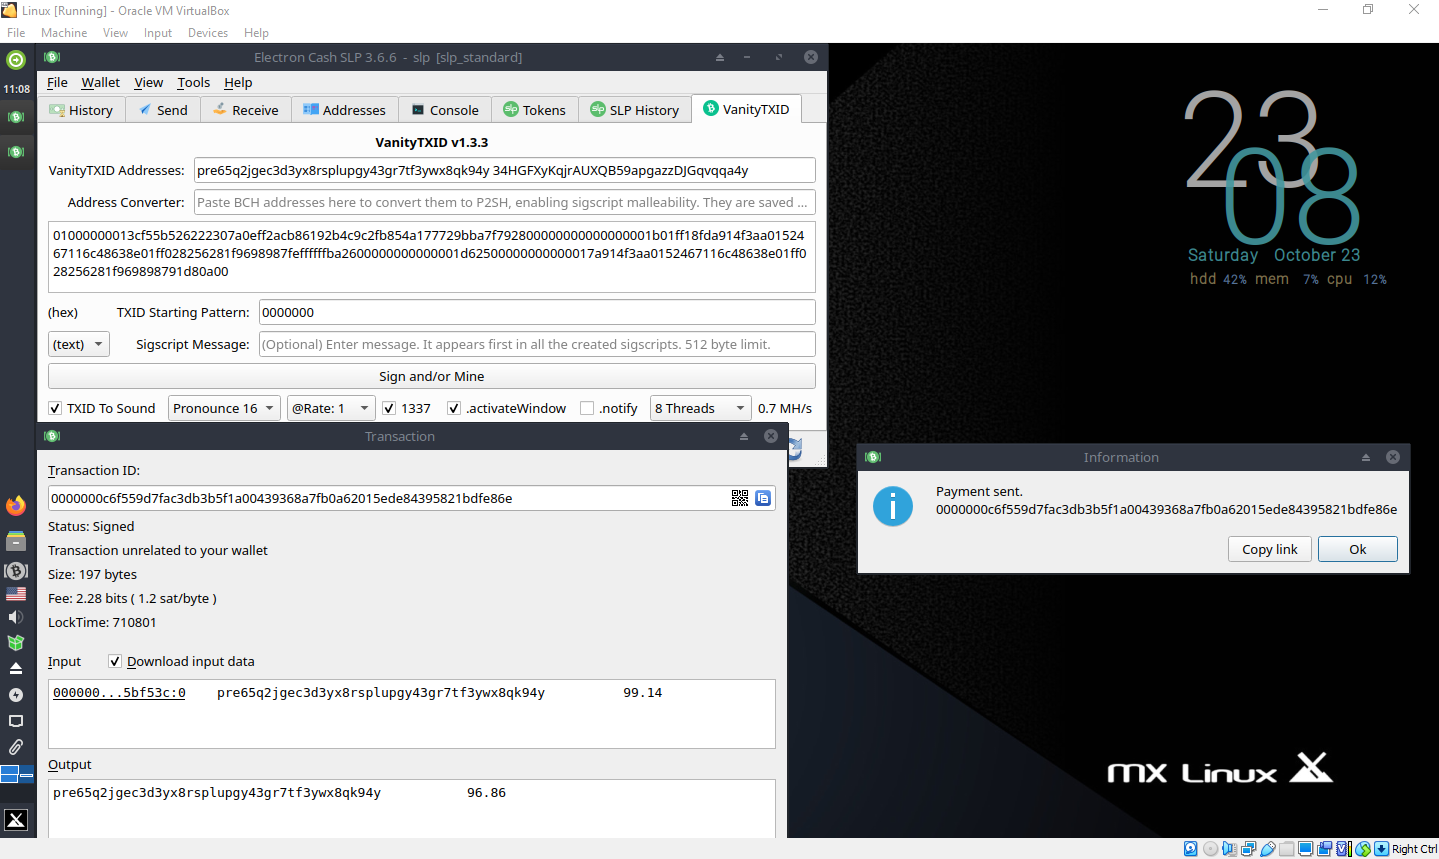 Linux [Running] - Oracle VM VirtualBox
File Machine View Input Devices Help
11:08
Electron Cash SLP 3.6.6 - slp [slp_standard]
File Wallet View Tools Help
History Send Receive Addresses Console Tokens SLP History VanityTXID
VanityTXID v1.3.3
VanityTXID Addresses: pre65q2jgec3d3yx8rsplupgy43gr7tf3ywx8qk94y 34HGFXyKqjrAUXQB59apgazzDJGqvqqa4y
Address Converter: Paste BCH addresses here to convert them to P2SH, enabling sigscript malleability. They are saved ...
01000000013cf55b526222307a0eff2acb86192b4c9c2fb854a177729bba7f792800000000000000001b01ff18fda914f3aa0152
467116c48638e01ff028256281f9698987feffffffba2600000000000001d62500000000000017a914f3aa0152467116c48638e01ff0
028256281f969898791d80a00
(hex) TXID Starting Pattern: 0000000
(text) Sigscript Message: (Optional) Enter message. It appears first in all the created sigscripts. 512 byte limit.
Sign and/or Mine
TXID To Sound Pronounce 16 @Rate: 1 1337 .activateWindow .notify 8 Threads 0.7 MH/s
Transaction
Transaction ID:
0000000c6f559d7fac3db3b5f1a00439368a7fb0a62015ede84395821bdfe86e
Status: Signed
Transaction unrelated to your wallet
Size: 197 bytes
Fee: 2.28 bits ( 1.2 sat/byte )
LockTime: 710801
Input Download input data
000000...5bf53c:0 pre65q2jgec3d3yx8rsplupgy43gr7tf3ywx8qk94y 99.14
Output
pre65q2jgec3d3yx8rsplupgy43gr7tf3ywx8qk94y 96.86
23
08
Saturday October 23
hdd 42% mem 7% cpu 12%
Information
Payment sent.
0000000c6f559d7fac3db3b5f1a00439368a7fb0a62015ede84395821bdfe86e
Copy link Ok
MX Linux
Right Ctrl